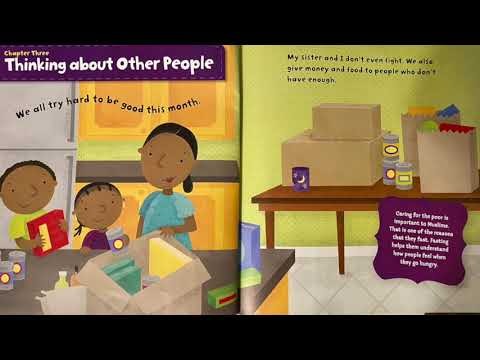 Chapter Three
Thinking about Other People
We all try hard to be good this month.
My sister and I don't even fight. We also
give money and food to people who don't
have enough.
Caring for the poor is
important to Muslims.
That is one of the reasons
that they fast. Fasting
helps them understand
how people feel when
they go hungry.